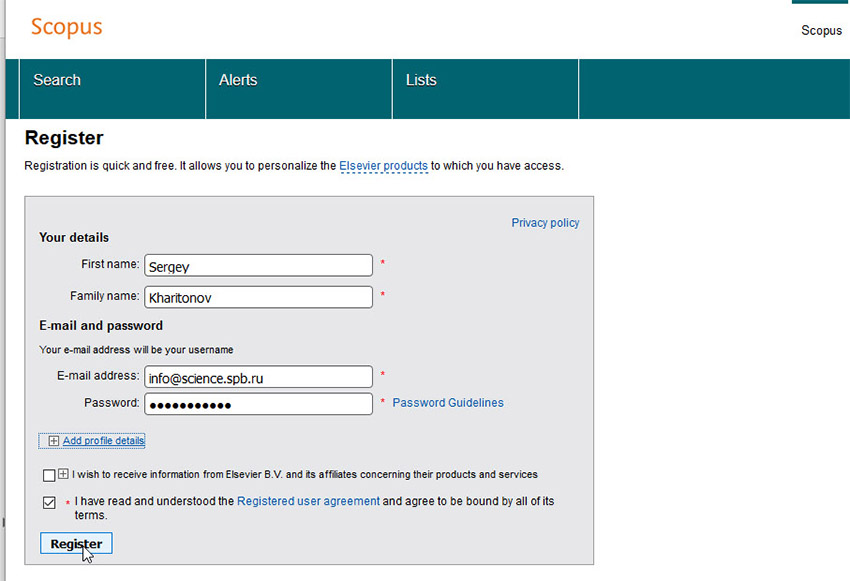 Scopus
Scopus
Search Alerts Lists
Register
Registration is quick and free. It allows you to personalize the Elsevier products to which you have access.
Privacy policy
Your details
First name: Sergey *
Family name: Kharitonov *
E-mail and password
Your e-mail address will be your username
E-mail address: info@science.spb.ru *
Password: ●●●●●●●●●●● * Password Guidelines
Add profile details
I wish to receive information from Elsevier B.V. and its affiliates concerning their products and services
* I have read and understood the Registered user agreement and agree to be bound by all of its
terms.
Register